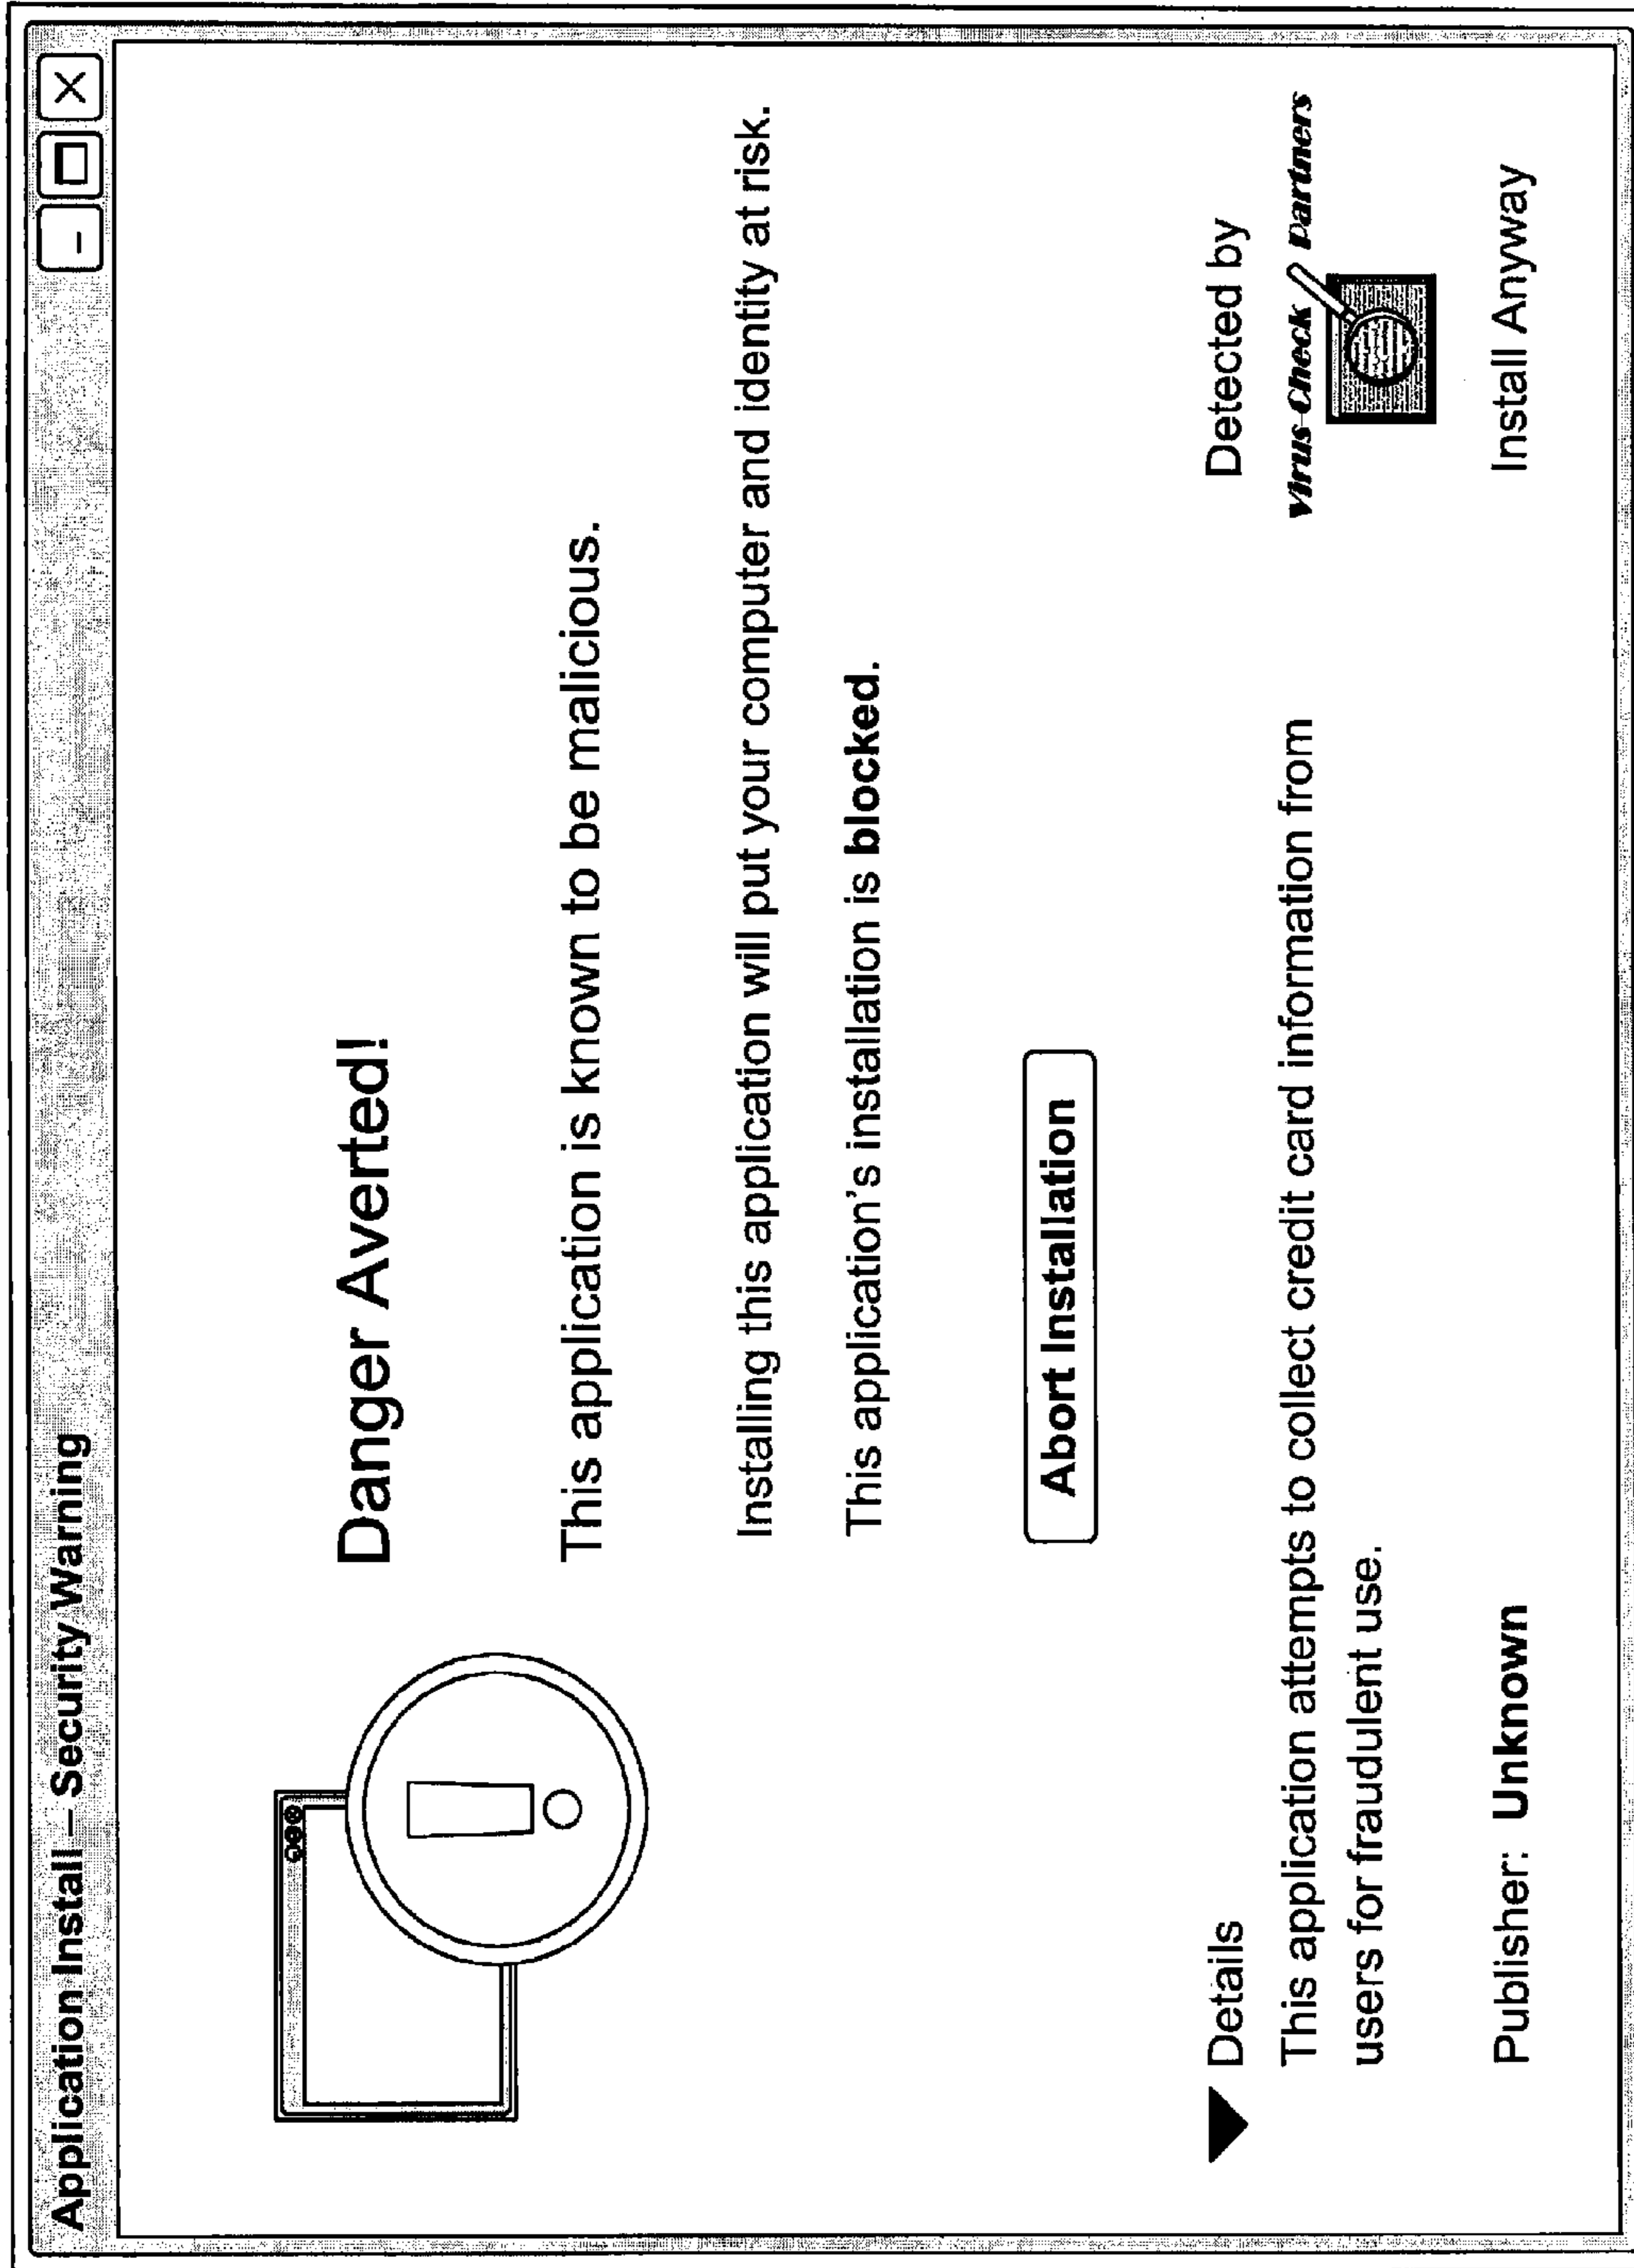 Application Install – Security Warning
Danger Averted!
This application is known to be malicious.
Installing this application will put your computer and identity at risk.
This application's installation is blocked.
Abort Installation
Details
This application attempts to collect credit card information from
users for fraudulent use.
Publisher: Unknown
Detected by
Virus-Check Partners
Install Anyway